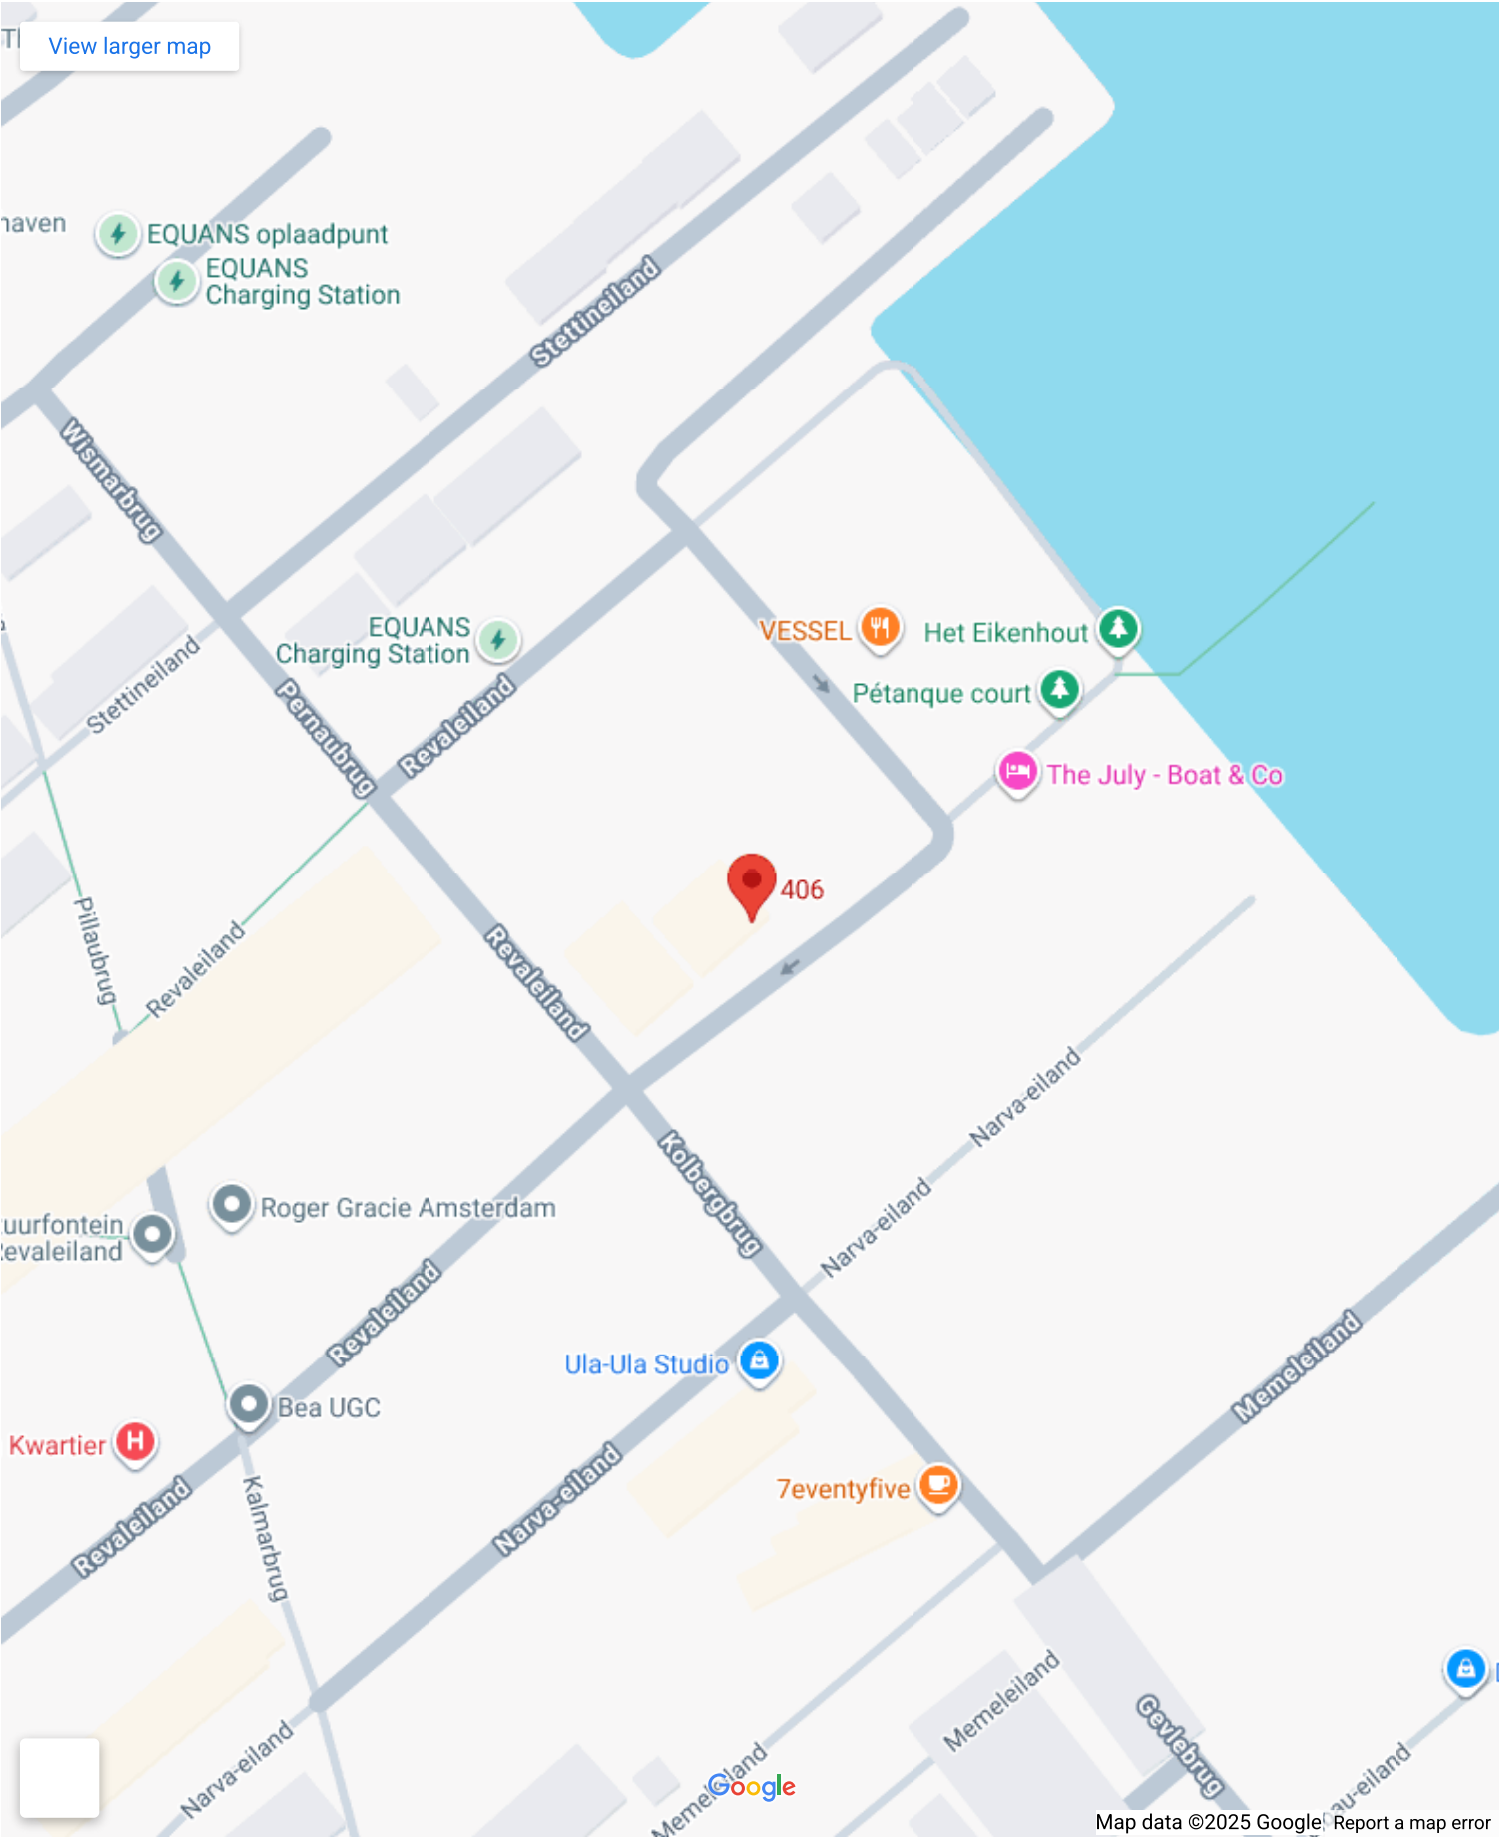 View larger map
haven
EQUANS oplaadpunt
EQUANS
Charging Station
Stettineiland
Wismarbrug
EQUANS
Charging Station
VESSEL
Het Eikenhout
Stettineiland
Pernaubrug
Revaleiland
Pétanque court
The July - Boat & Co
406
Pillaubrug
Revaleiland
Revaleiland
Narva-eiland
Kolbergbrug
Roger Gracie Amsterdam
tuurfontein
Revaleiland
Narva-eiland
Revaleiland
Ula-Ula Studio
Memeleiland
Bea UGC
Kwartier
7eventyfive
Revaleiland
Kalmarbrug
Narva-eiland
Memeleiland
Gevlebrug
Narva-eiland
Memeleiland
Google
Map data ©2025 Google
Report a map error